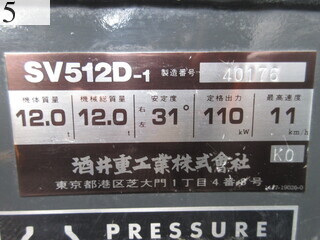 5
SV512D-1 製造番号 40176
機体質量 機械総質量 安定度 定格出力 最高速度
12.0 t 12.0 t 右左 31° 110 kW 11 km/h
酒井重工業株式会社 KO
東京都港区芝大門1丁目4番8号
PRESSURE